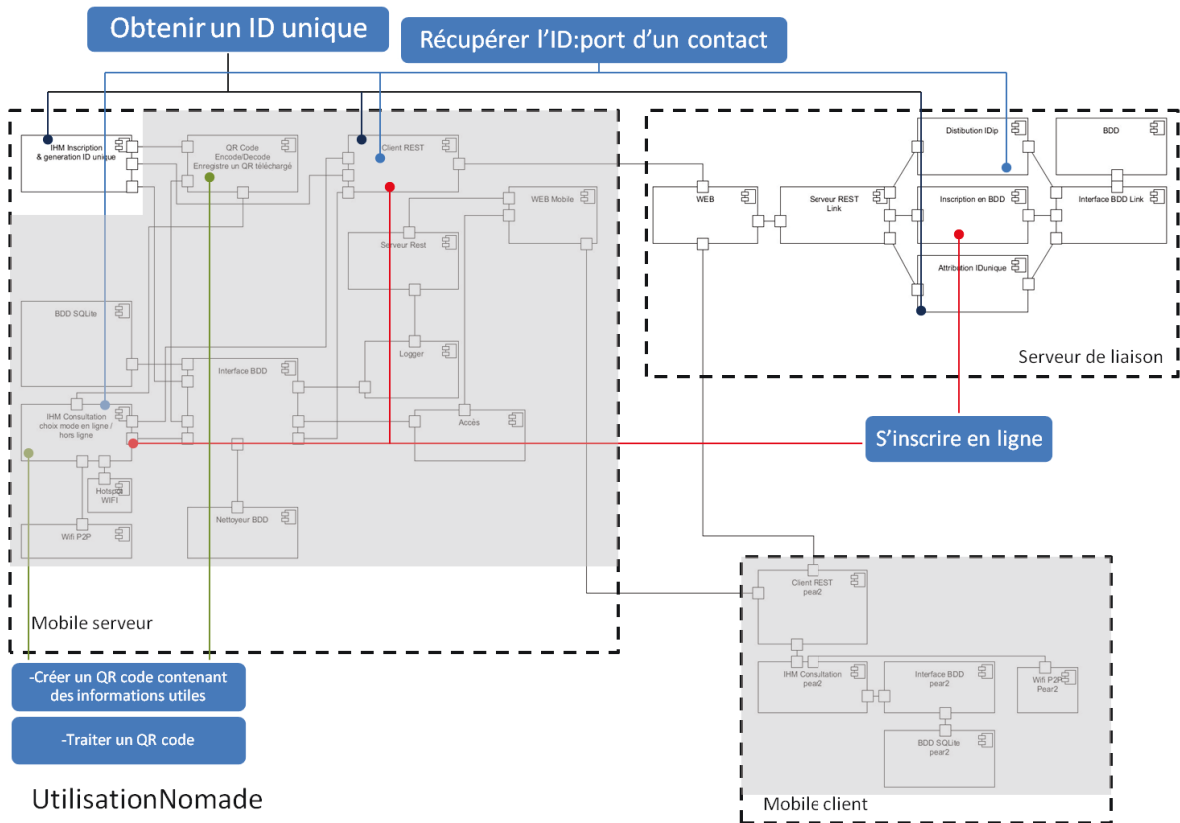 Obtenir un ID unique
Récupérer l’ID:port d’un contact
IHM Inscription
& generation ID unique
QR Code
Encode/Decode
Enregistre un QR téléchargé
Client REST
WEB Mobile
Serveur Rest
BDD SQLite
Logger
Interface BDD
IHM Consultation
choix mode en ligne /
hors ligne
Accès
Hotspot
WIFI
Wifi P2P
Nettoyeur BDD
Mobile serveur
WEB
Serveur REST
Link
Distibution IDip
BDD
Inscription en BDD
Interface BDD Link
Attribution IDunique
Serveur de liaison
S’inscrire en ligne
Client REST
pear2
IHM Consultation
pear2
Interface BDD
pear2
Wifi P2P
Pear2
BDD SQLite
pear2
Mobile client
-Créer un QR code contenant
des informations utiles
-Traiter un QR code
UtilisationNomade